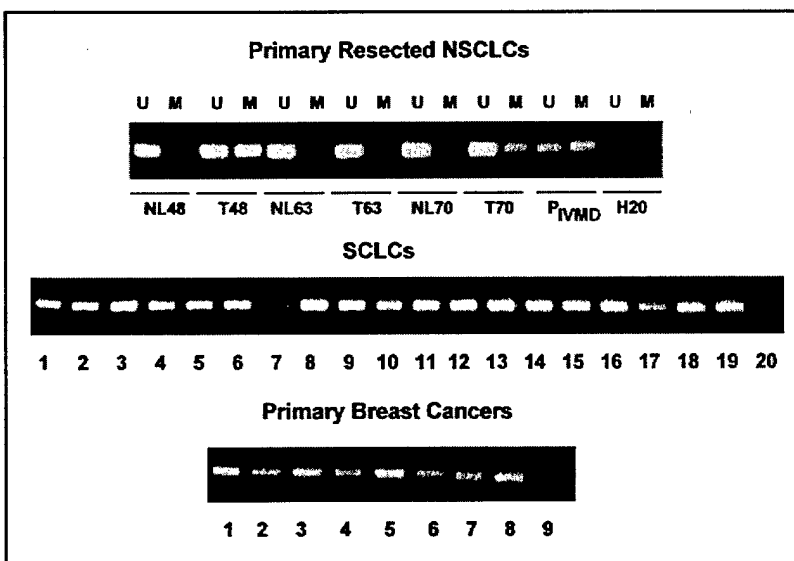 Primary Resected NSCLCs
U M U M U M U M U M U M U M U M
NL48 T48 NL63 T63 NL70 T70 PIVMD H20
SCLCs
1 2 3 4 5 6 7 8 9 10 11 12 13 14 15 16 17 18 19 20
Primary Breast Cancers
1 2 3 4 5 6 7 8 9